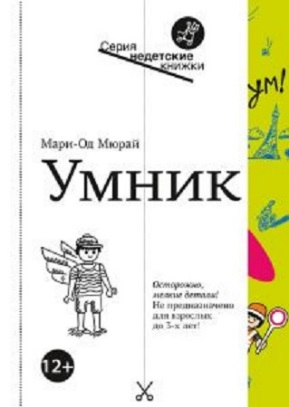 Серия
недетские
книжки
ум!
Мари-Од Мюрай
Умник
Осторожно,
мелкие детали!
Не предназначено
для взрослых
до 3-х лет!
12+